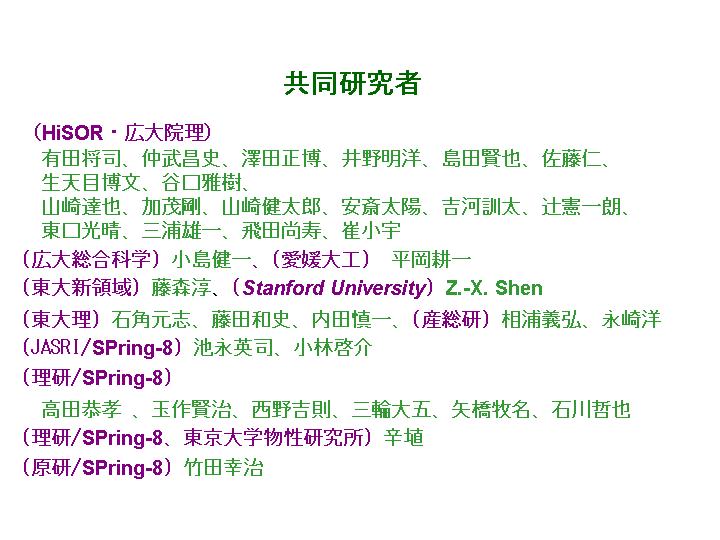 共同研究者
（HiSOR・広大院理）
有田将司、仲武昌史、澤田正博、井野明洋、島田賢也、佐藤仁、
生天目博文、谷口雅樹、
山崎達也、加茂剛、山崎健太郎、安斎太陽、吉河訓太、辻憲一朗、
東口光晴、三浦雄一、飛田尚寿、崔小宇
（広大総合科学）小島健一、（愛媛大工） 平岡耕一
（東大新領域）藤森淳、（Stanford University）Z.-X. Shen
（東大理）石角元志、藤田和史、内田慎一、（産総研）相浦義弘、永崎洋
（JASRI/SPring-8）池永英司、小林啓介
（理研/SPring-8）
高田恭孝 、玉作賢治、西野吉則、三輪大五、矢橋牧名、石川哲也
（理研/SPring-8、東京大学物性研究所）辛埴
（原研/SPring-8）竹田幸治